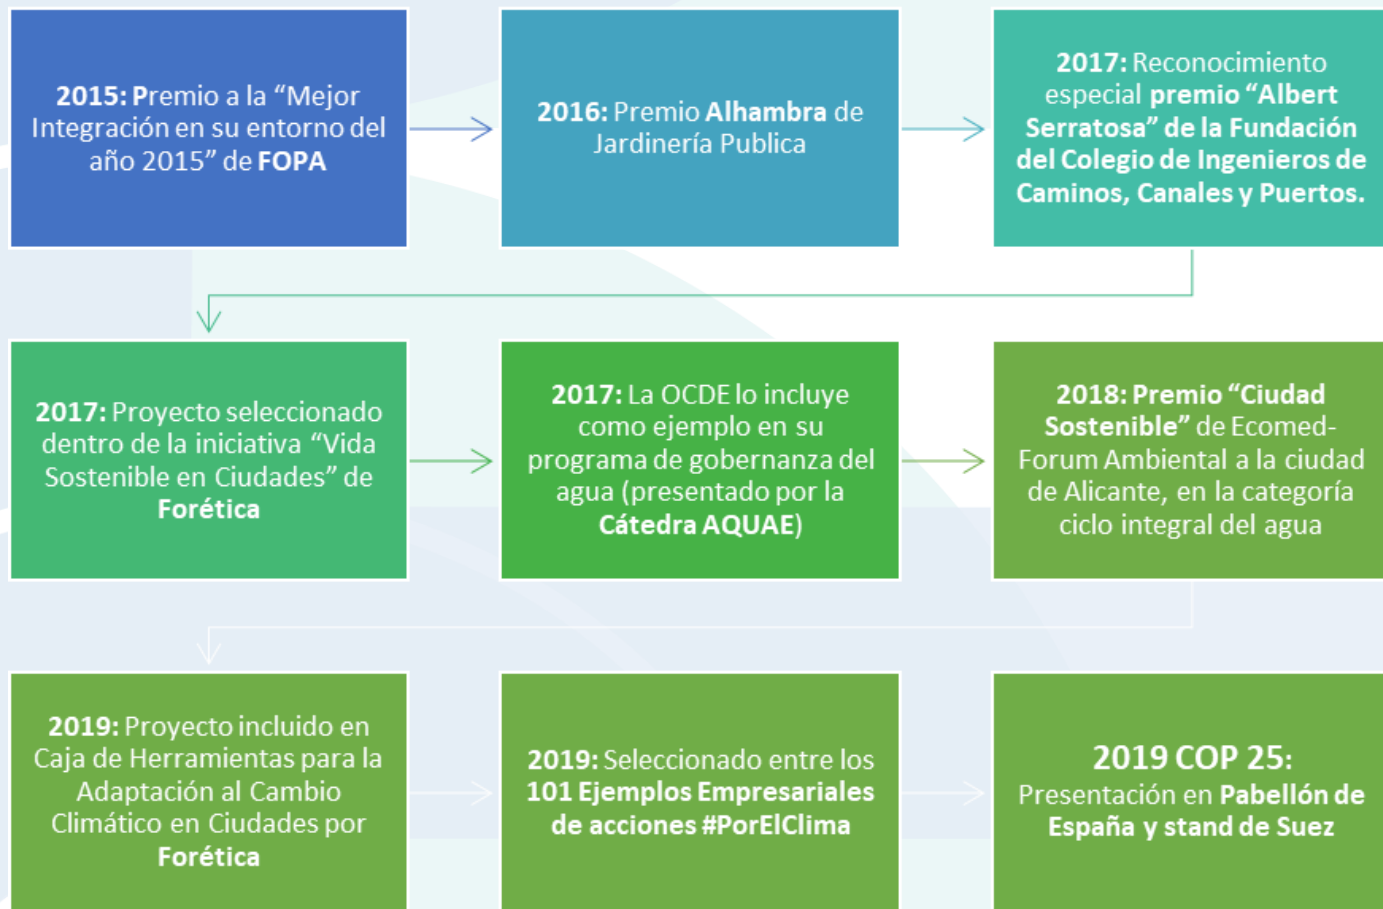 2015: Premio a la “Mejor
Integración en su entorno del
año 2015” de FOPA
2016: Premio Alhambra de
Jardinería Publica
2017: Reconocimiento
especial premio “Albert
Serratosa” de la Fundación
del Colegio de Ingenieros de
Caminos, Canales y Puertos.
2017: Proyecto seleccionado
dentro de la iniciativa “Vida
Sostenible en Ciudades” de
Forética
2017: La OCDE lo incluye
como ejemplo en su
programa de gobernanza del
agua (presentado por la
Cátedra AQUAE)
2018: Premio “Ciudad
Sostenible” de Ecomed-
Forum Ambiental a la ciudad
de Alicante, en la categoría
ciclo integral del agua
2019: Proyecto incluido en
Caja de Herramientas para la
Adaptación al Cambio
Climático en Ciudades por
Forética
2019: Seleccionado entre los
101 Ejemplos Empresariales
de acciones #PorElClima
2019 COP 25:
Presentación en Pabellón de
España y stand de Suez